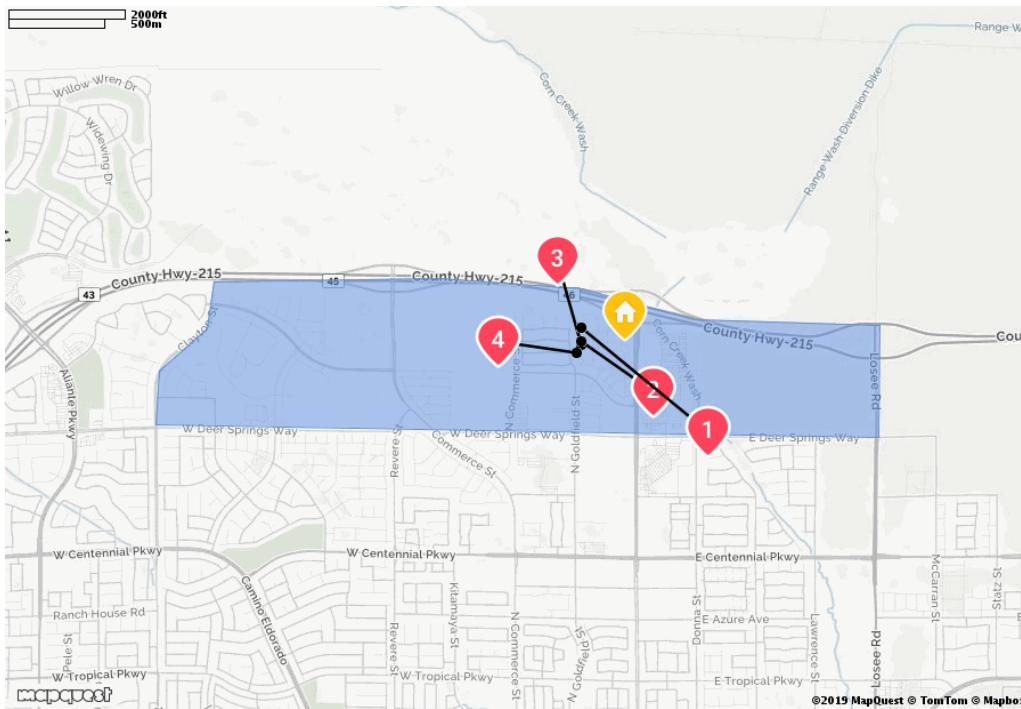 2000ft
500m
Range W
Willow Wren Dr
Widewing Dr
Corn Creek Wash
Range Wash Diversion Dike
3
County Hwy-215
45
County Hwy-215
46
43
Clayton St
4
Corn Creek Wash
County Hwy-215
Cou
Aliante Pkwy
N Commerce S
2
Losee Rd
1
W Deer Springs Way
W Deer Springs Way
E Deer Springs Way
Revere St
Commerce St
N Goldfield St
W Centennial Pkwy
W Centennial Pkwy
E Centennial Pkwy
Camino Eldorado
Kitamaya St
McCarran St
Statz St
Ranch House Rd
Donna St
E Azure Ave
Pete St
Revere St
N Commerce St
N Goldfield St
Lawrence St
Losee Rd
W Tropical Pkwy
W Tropical Pkwy
E Tropical Pkwy
mapquest
©2019 MapQuest © TomTom © Mapbo